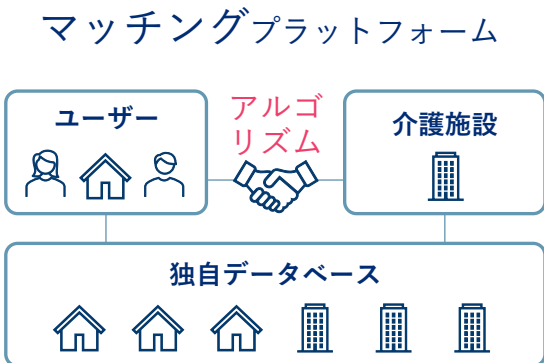 マッチングプラットフォーム
ユーザー
アルゴ
リズム
介護施設
独自データベース